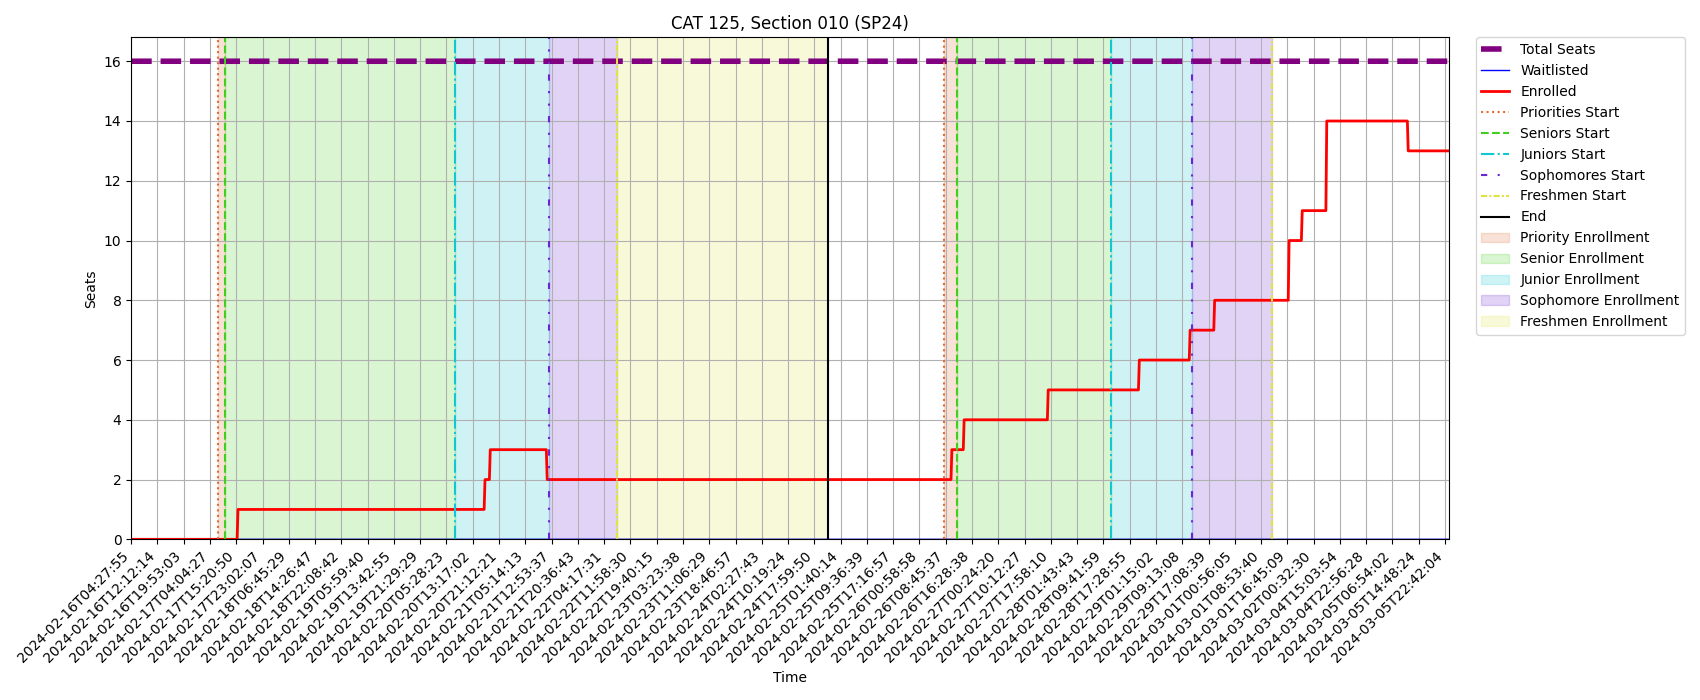 CAT 125, Section 010 (SP24)
Seats
16
14
12
10
8
6
4
2
0
2024-02-16T04:27:55
2024-02-16T12:12:14
2024-02-16T19:53:03
2024-02-17T04:04:27
2024-02-17T15:20:50
2024-02-17T23:02:07
2024-02-18T06:45:29
2024-02-18T14:26:47
2024-02-18T22:08:42
2024-02-19T05:59:40
2024-02-19T13:42:55
2024-02-19T21:29:29
2024-02-20T05:28:23
2024-02-20T13:17:02
2024-02-20T21:12:21
2024-02-21T05:14:13
2024-02-21T12:53:37
2024-02-21T20:36:43
2024-02-22T04:17:31
2024-02-22T11:58:30
2024-02-22T19:40:15
2024-02-23T03:23:38
2024-02-23T11:06:29
2024-02-23T18:46:57
2024-02-24T02:27:43
2024-02-24T10:19:24
2024-02-24T17:59:50
2024-02-25T01:40:14
2024-02-25T09:36:39
2024-02-25T17:16:57
2024-02-26T00:58:58
2024-02-26T08:45:37
2024-02-26T16:28:38
2024-02-27T00:24:20
2024-02-27T10:12:27
2024-02-27T17:58:10
2024-02-28T01:43:43
2024-02-28T09:41:59
2024-02-28T17:28:55
2024-02-29T01:15:02
2024-02-29T09:13:08
2024-02-29T17:08:39
2024-03-01T00:56:05
2024-03-01T08:53:40
2024-03-01T16:45:09
2024-03-02T00:32:30
2024-03-04T15:03:54
2024-03-04T22:56:28
2024-03-05T06:54:02
2024-03-05T14:48:24
2024-03-05T22:42:04
Time
Total Seats
Waitlisted
Enrolled
Priorities Start
Seniors Start
Juniors Start
Sophomores Start
Freshmen Start
End
Priority Enrollment
Senior Enrollment
Junior Enrollment
Sophomore Enrollment
Freshmen Enrollment